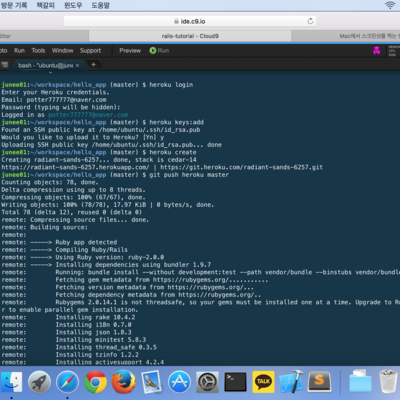 방문 기록 책갈피 윈도우 도움말
ide.c9.io
ditor
rails-tutorial - Cloud9
Mac에서 스크린샷을 찍는 방
oto Run Tools Window Support Preview Run
bash - "ubuntu@june
junee01:~/workspace/hello_app (master) $ heroku login
Enter your Heroku credentials.
Email: potter777777@naver.com
Password (typing will be hidden):
Logged in as potter777777@naver.com
junee01:~/workspace/hello_app (master) $ heroku keys:add
Found an SSH public key at /home/ubuntu/.ssh/id_rsa.pub
Would you like to upload it to Heroku? [Yn] y
Uploading SSH public key /home/ubuntu/.ssh/id_rsa.pub... done
junee01:~/workspace/hello_app (master) $ heroku create
Creating radiant-sands-6257... done, stack is cedar-14
https://radiant-sands-6257.herokuapp.com/ | https://git.heroku.com/radiant-sands-6257.git
junee01:~/workspace/hello_app (master) $ git push heroku master
Counting objects: 78, done.
Delta compression using up to 8 threads.
Compressing objects: 100% (67/67), done.
Writing objects: 100% (78/78), 17.97 KiB | 0 bytes/s, done.
Total 78 (delta 12), reused 0 (delta 0)
remote: Compressing source files... done.
remote: Building source:
remote:
remote: -----> Ruby app detected
remote: -----> Compiling Ruby/Rails
remote: -----> Using Ruby version: ruby-2.0.0
remote: -----> Installing dependencies using bundler 1.9.7
remote: Running: bundle install --without development:test --path vendor/bundle --binstubs vendor/bundle
remote: Fetching gem metadata from https://rubygems.org/...........
remote: Fetching version metadata from https://rubygems.org/...
remote: Fetching dependency metadata from https://rubygems.org/..
remote: Rubygems 2.0.14.1 is not threadsafe, so your gems must be installed one at a time. Upgrade to Ru
r to enable parallel gem installation.
remote: Installing rake 10.4.2
remote: Installing i18n 0.7.0
remote: Installing json 1.8.3
remote: Installing minitest 5.8.3
remote: Installing thread_safe 0.3.5
remote: Installing tzinfo 1.2.2
remote: Installing activesupport 4.2.4
TALK